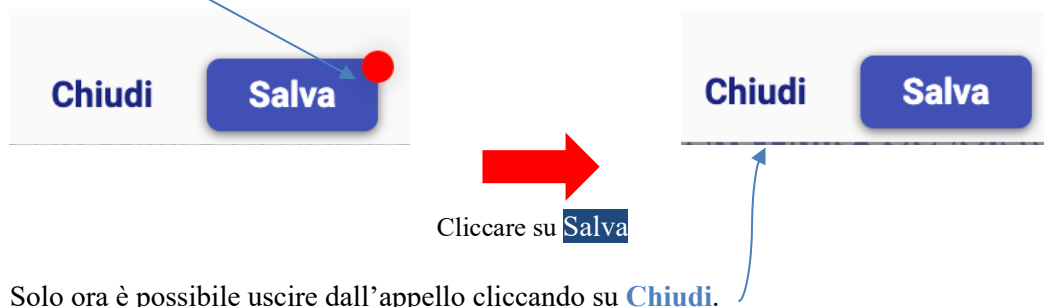 Chiudi Salva
Chiudi Salva
Cliccare su Salva
Solo ora è possibile uscire dall’appello cliccando su Chiudi.